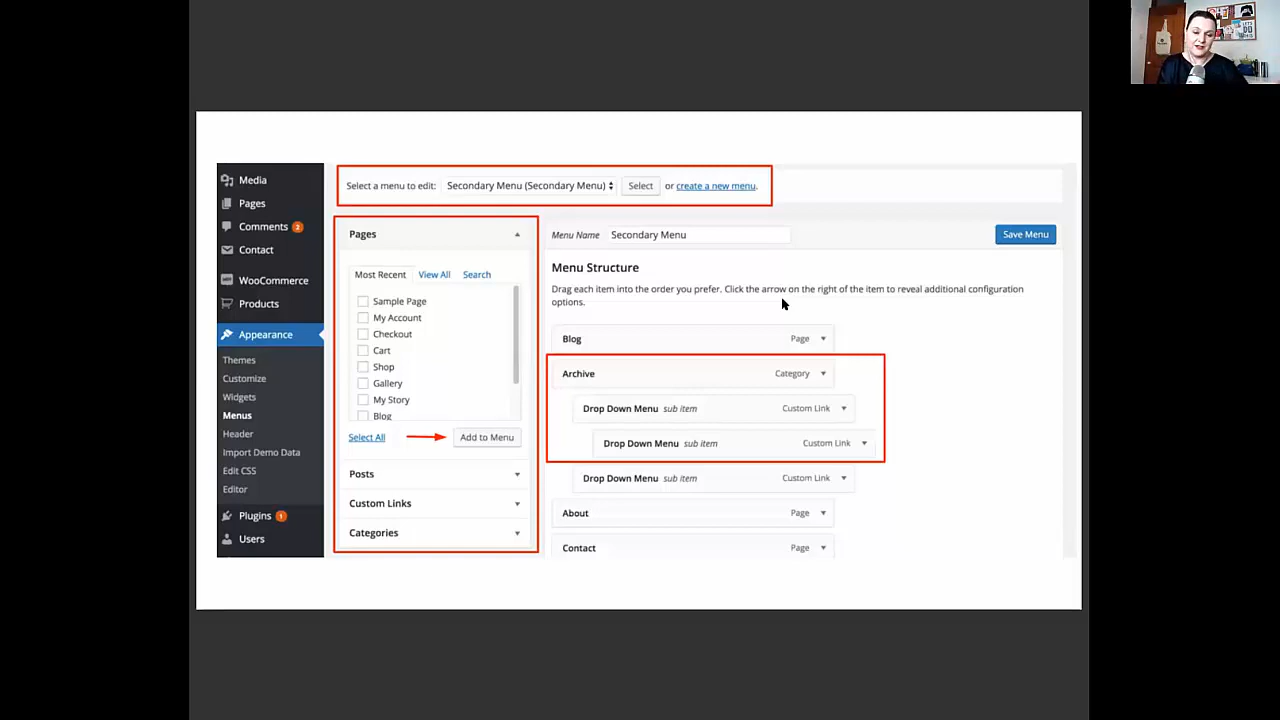 Media
Pages
Comments 2
Contact
WooCommerce
Products
Appearance
Themes
Customize
Widgets
Menus
Header
Import Demo Data
Edit CSS
Editor
Plugins 1
Users
Select a menu to edit: Secondary Menu (Secondary Menu) Select or create a new menu.
Pages
Most Recent View All Search
Sample Page
My Account
Checkout
Cart
Shop
Gallery
My Story
Blog
Select All Add to Menu
Posts
Custom Links
Categories
Menu Name Secondary Menu Save Menu
Menu Structure
Drag each item into the order you prefer. Click the arrow on the right of the item to reveal additional configuration
options.
Blog Page
Archive Category
Drop Down Menu sub item Custom Link
Drop Down Menu sub item Custom Link
Drop Down Menu sub item Custom Link
About Page
Contact Page